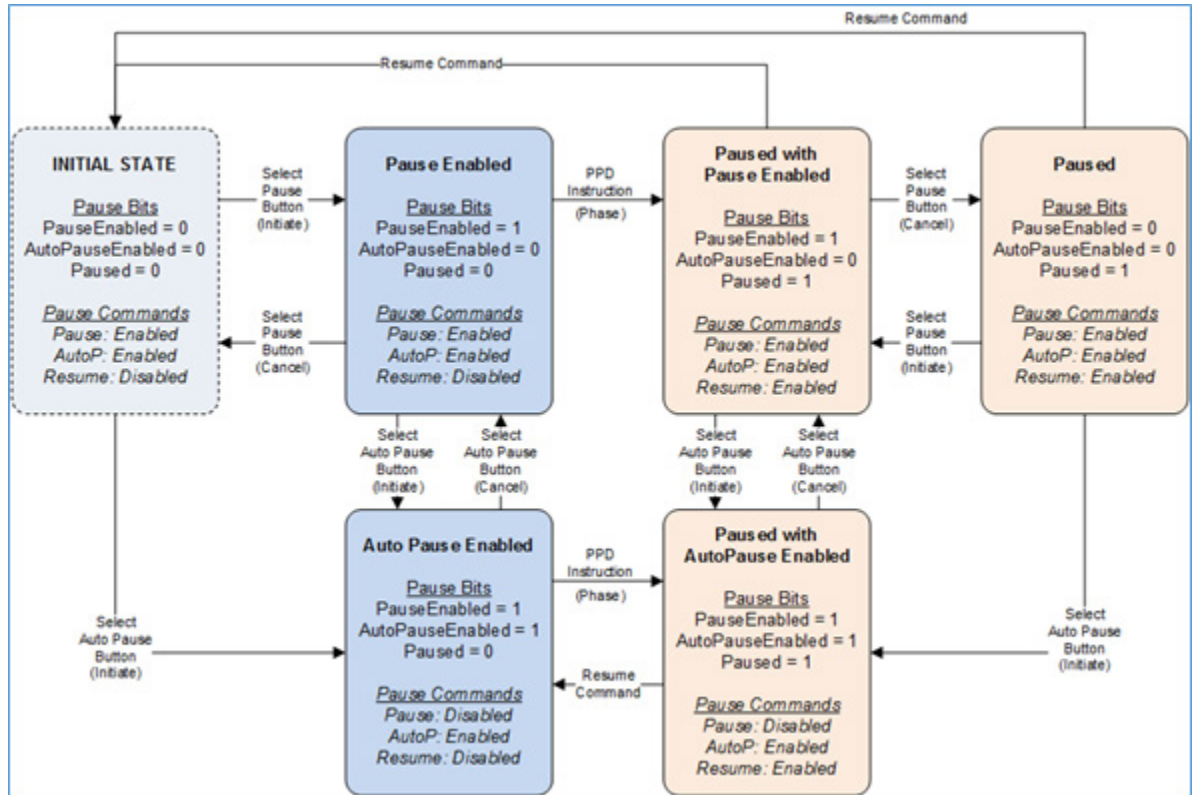 Resume Command
Resume Command
INITIAL STATE
Pause Bits
PauseEnabled = 0
AutoPauseEnabled = 0
Paused = 0
Pause Commands
Pause: Enabled
AutoP: Enabled
Resume: Disabled
Select
Pause
Button
(Initiate)
Select
Pause
Button
(Cancel)
Pause Enabled
Pause Bits
PauseEnabled = 1
AutoPauseEnabled = 0
Paused = 0
Pause Commands
Pause: Enabled
AutoP: Enabled
Resume: Disabled
PPD
Instruction
(Phase)
Paused with
Pause Enabled
Pause Bits
PauseEnabled = 1
AutoPauseEnabled = 0
Paused = 1
Pause Commands
Pause: Enabled
AutoP: Enabled
Resume: Enabled
Select
Pause
Button
(Cancel)
Select
Pause
Button
(Initiate)
Paused
Pause Bits
PauseEnabled = 0
AutoPauseEnabled = 0
Paused = 1
Pause Commands
Pause: Enabled
AutoP: Enabled
Resume: Enabled
Select
Auto Pause
Button
(Initiate)
Select
Auto Pause
Button
(Cancel)
Select
Auto Pause
Button
(Initiate)
Select
Auto Pause
Button
(Cancel)
Select
Auto Pause
Button
(Initiate)
Auto Pause Enabled
Pause Bits
PauseEnabled = 1
AutoPauseEnabled = 1
Paused = 0
Pause Commands
Pause: Disabled
AutoP: Enabled
Resume: Disabled
PPD
Instruction
(Phase)
Resume
Command
Paused with
AutoPause Enabled
Pause Bits
PauseEnabled = 1
AutoPauseEnabled = 1
Paused = 1
Pause Commands
Pause: Disabled
AutoP: Enabled
Resume: Enabled
Select
Auto Pause
Button
(Initiate)